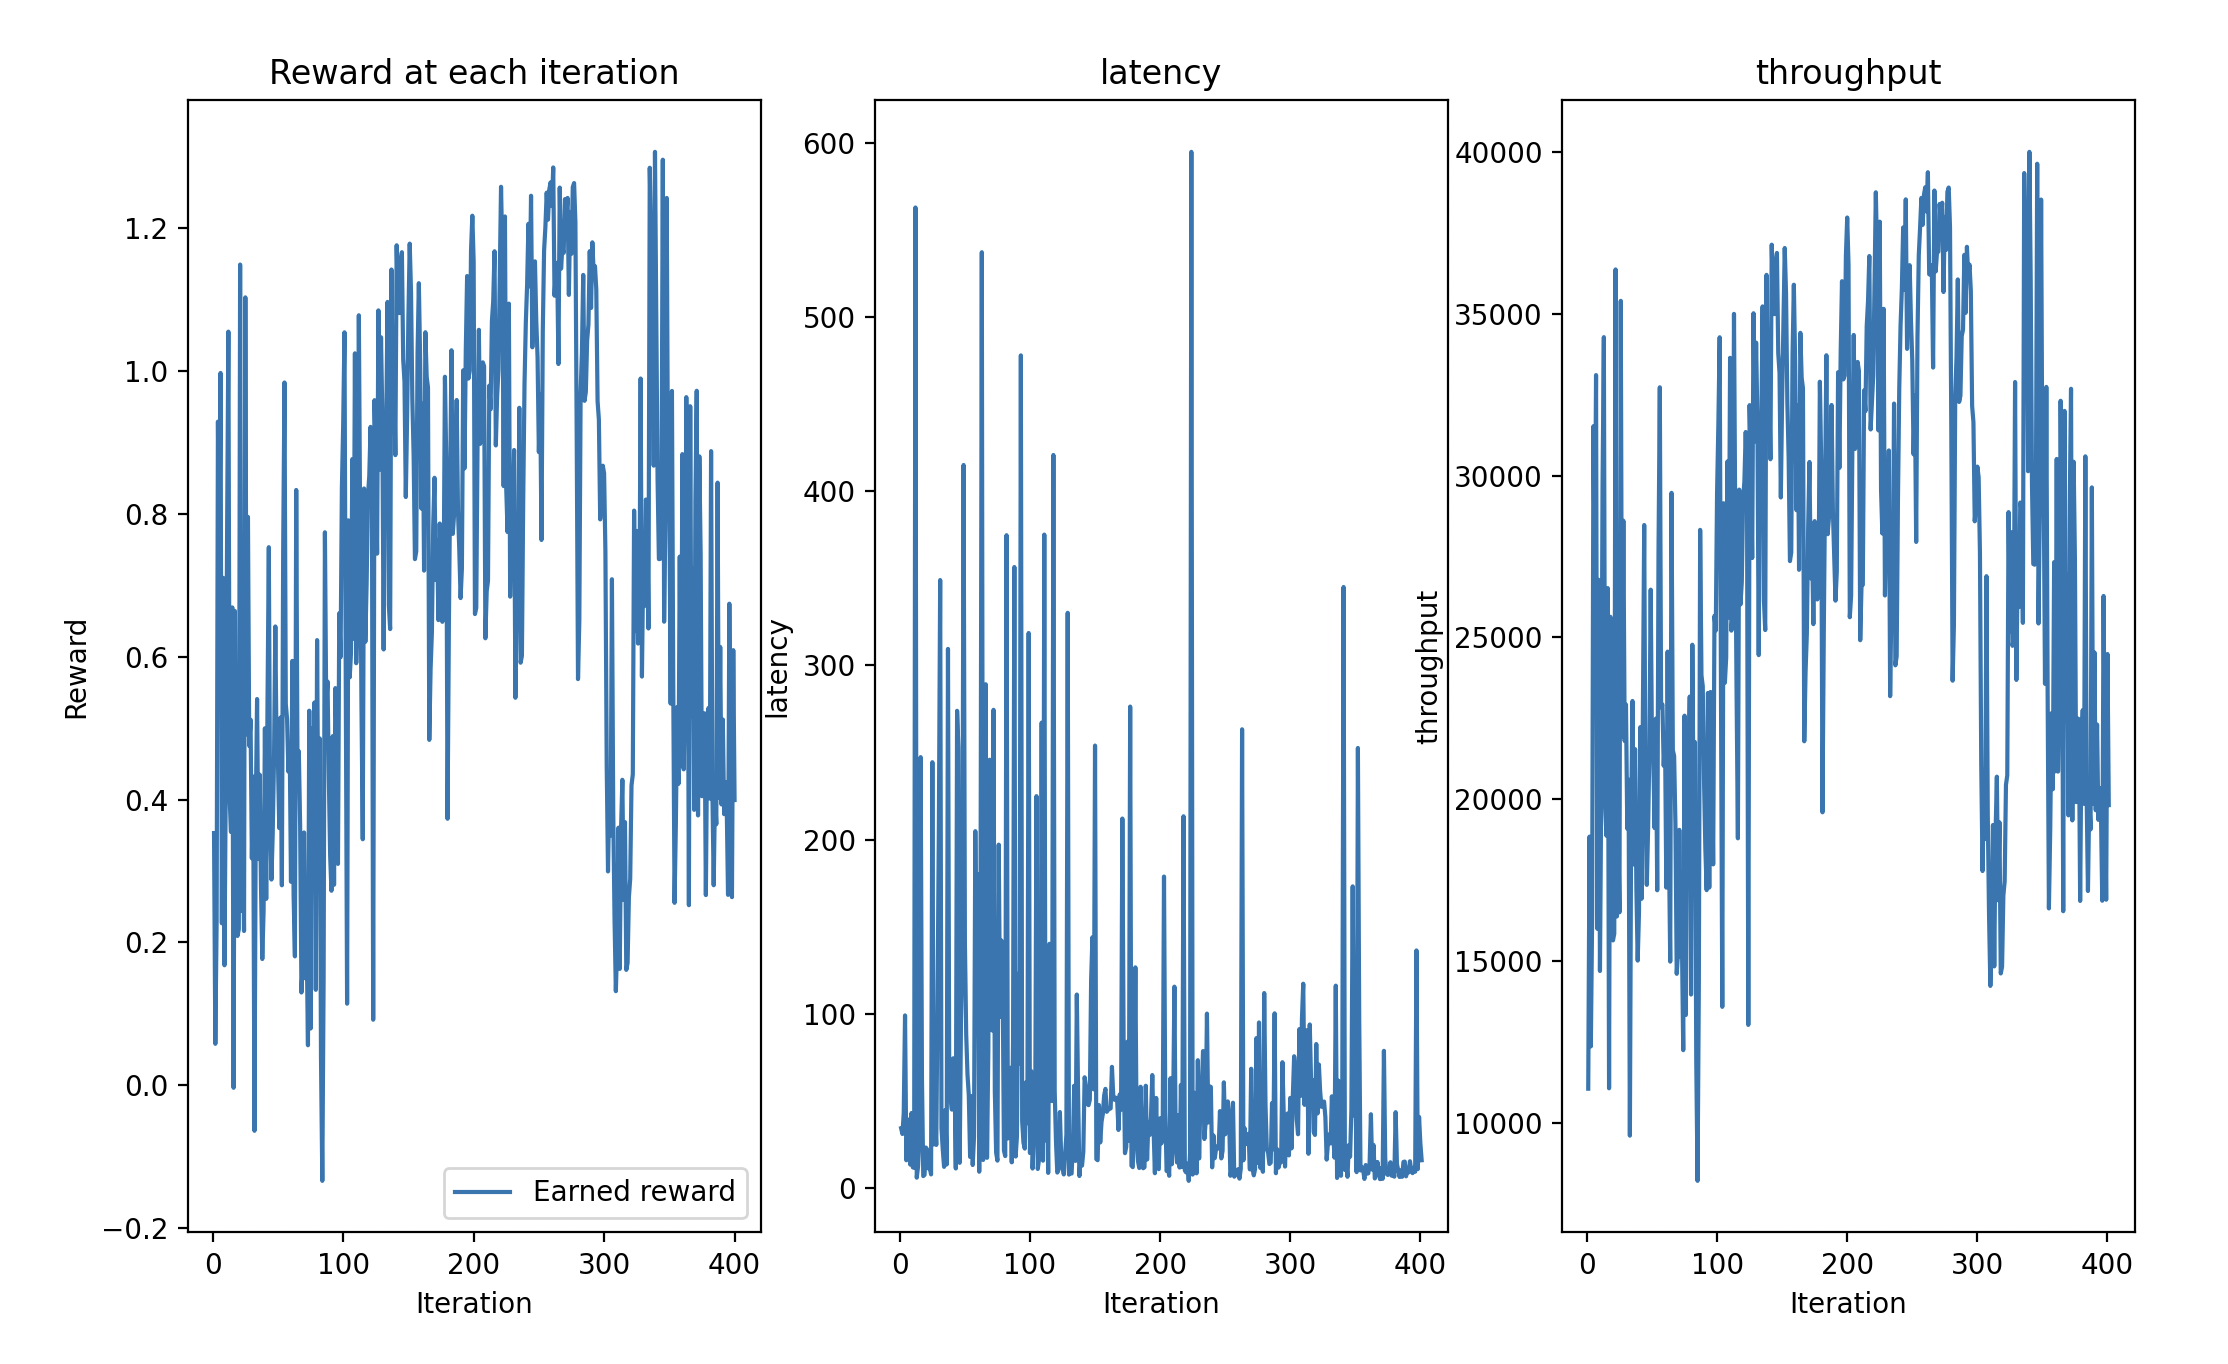 Reward at each iteration
Reward
1.2
1.0
0.8
0.6
0.4
0.2
0.0
−0.2
0 100 200 300 400
Iteration
Earned reward
latency
latency
600
500
400
300
200
100
0
0 100 200 300 400
Iteration
throughput
throughput
40000
35000
30000
25000
20000
15000
10000
0 100 200 300 400
Iteration